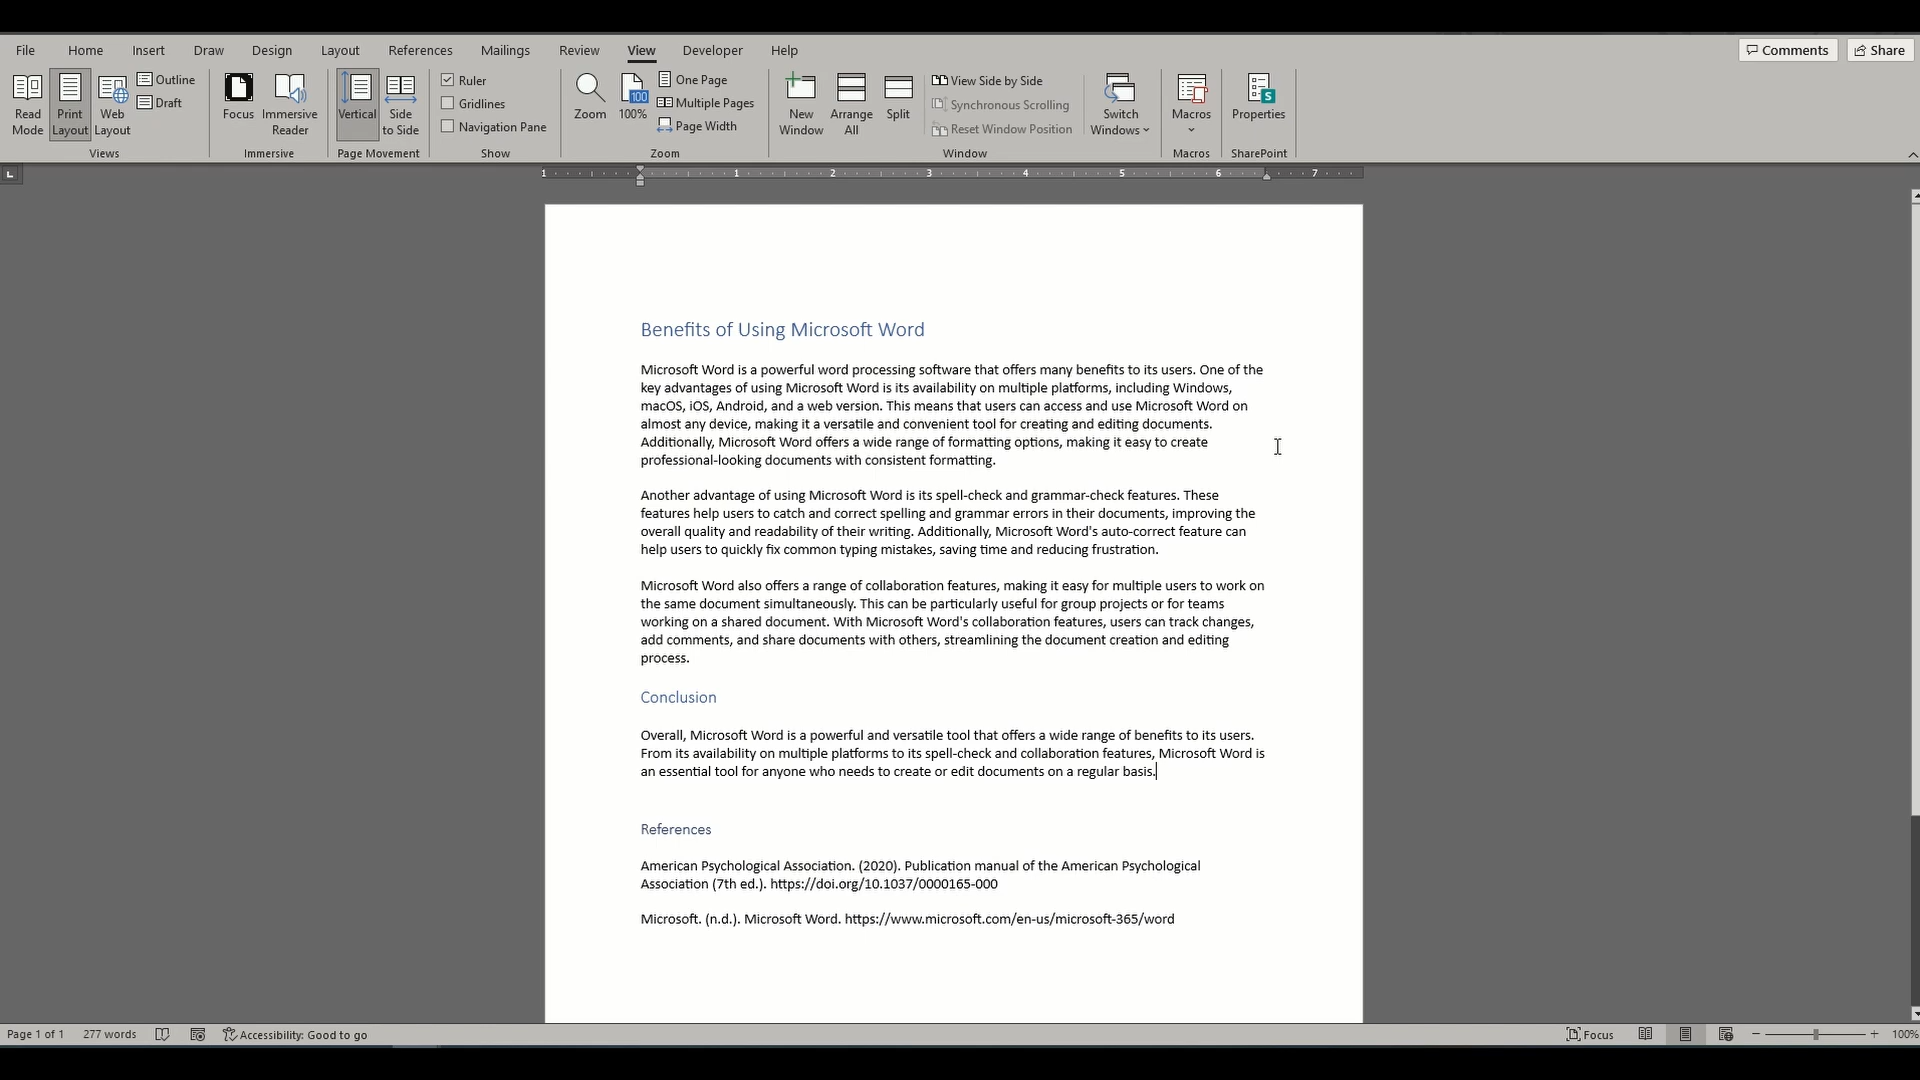 File Home Insert Draw Design Layout References Mailings Review View Developer Help Comments Share
Read Mode
Print Layout
Web Layout
Outline
Draft
Views
Focus
Immersive Reader
Immersive
Vertical
Side to Side
Page Movement
Ruler
Gridlines
Navigation Pane
Show
Zoom
100
100%
One Page
Multiple Pages
Page Width
Zoom
New Window
Arrange All
Split
View Side by Side
Synchronous Scrolling
Reset Window Position
Switch Windows
Window
Macros
Macros
S
Properties
SharePoint
L
1 1 2 3 4 5 6 7
Benefits of Using Microsoft Word
Microsoft Word is a powerful word processing software that offers many benefits to its users. One of the
key advantages of using Microsoft Word is its availability on multiple platforms, including Windows,
macOS, iOS, Android, and a web version. This means that users can access and use Microsoft Word on
almost any device, making it a versatile and convenient tool for creating and editing documents.
Additionally, Microsoft Word offers a wide range of formatting options, making it easy to create
professional-looking documents with consistent formatting.
Another advantage of using Microsoft Word is its spell-check and grammar-check features. These
features help users to catch and correct spelling and grammar errors in their documents, improving the
overall quality and readability of their writing. Additionally, Microsoft Word's auto-correct feature can
help users to quickly fix common typing mistakes, saving time and reducing frustration.
Microsoft Word also offers a range of collaboration features, making it easy for multiple users to work on
the same document simultaneously. This can be particularly useful for group projects or for teams
working on a shared document. With Microsoft Word's collaboration features, users can track changes,
add comments, and share documents with others, streamlining the document creation and editing
process.
Conclusion
Overall, Microsoft Word is a powerful and versatile tool that offers a wide range of benefits to its users.
From its availability on multiple platforms to its spell-check and collaboration features, Microsoft Word is
an essential tool for anyone who needs to create or edit documents on a regular basis.
References
American Psychological Association. (2020). Publication manual of the American Psychological
Association (7th ed.). https://doi.org/10.1037/0000165-000
Microsoft. (n.d.). Microsoft Word. https://www.microsoft.com/en-us/microsoft-365/word
Page 1 of 1 277 words Accessibility: Good to go Focus 100%